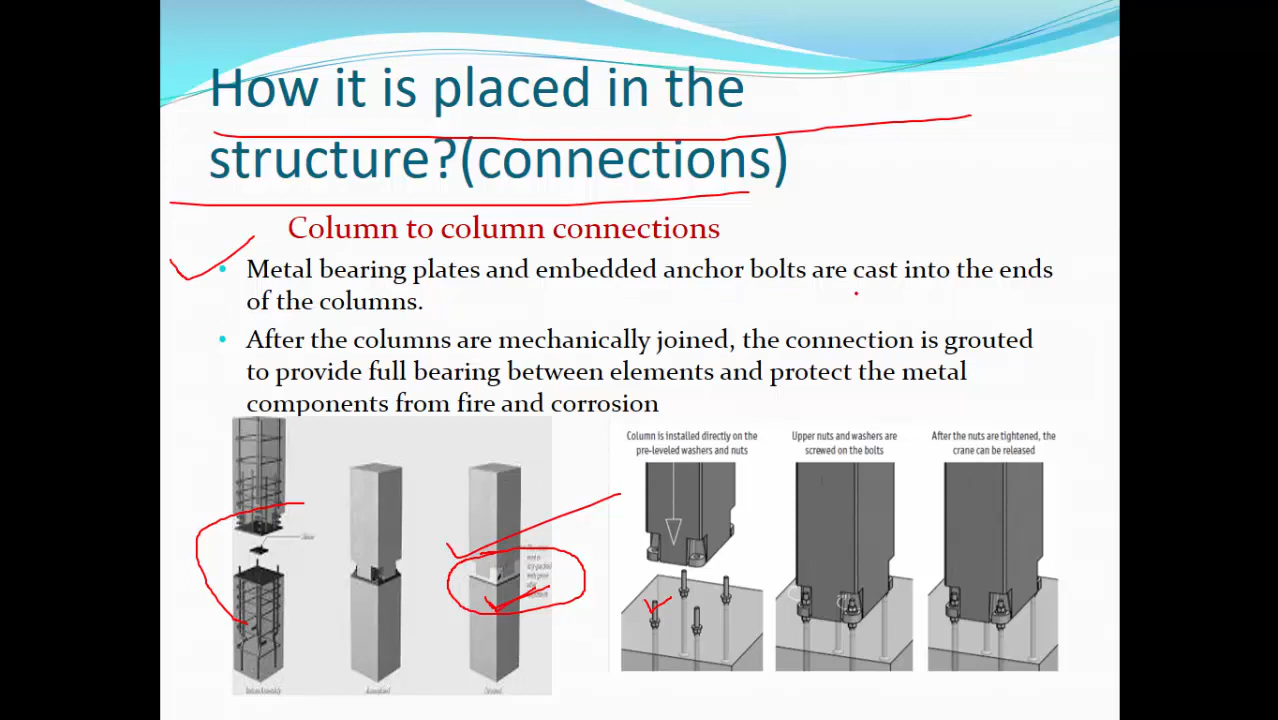 How it is placed in the
structure?(connections)
Column to column connections
• Metal bearing plates and embedded anchor bolts are cast into the ends
of the columns.
• After the columns are mechanically joined, the connection is grouted
to provide full bearing between elements and protect the metal
components from fire and corrosion
Column is installed directly on the
pre-leveled washers and nuts
Upper nuts and washers are
screwed on the bolts
After the nuts are tightened, the
crane can be released